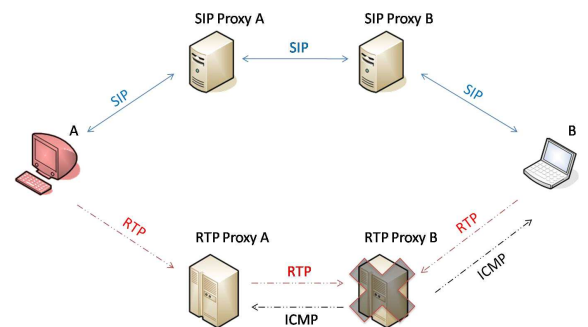 SIP Proxy A
SIP Proxy B
SIP
SIP
SIP
A
B
RTP
RTP
RTP Proxy A
RTP Proxy B
RTP
ICMP
ICMP